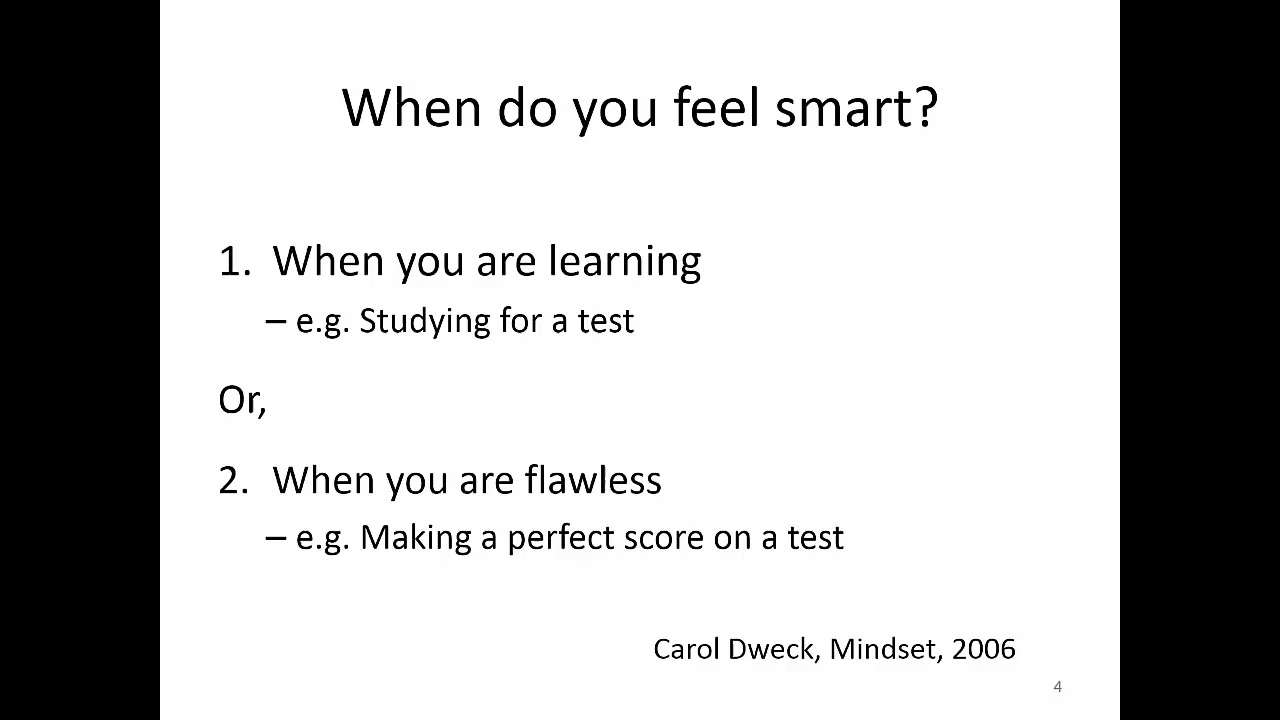 When do you feel smart?
1. When you are learning
– e.g. Studying for a test
Or,
2. When you are flawless
– e.g. Making a perfect score on a test
Carol Dweck, Mindset, 2006
4